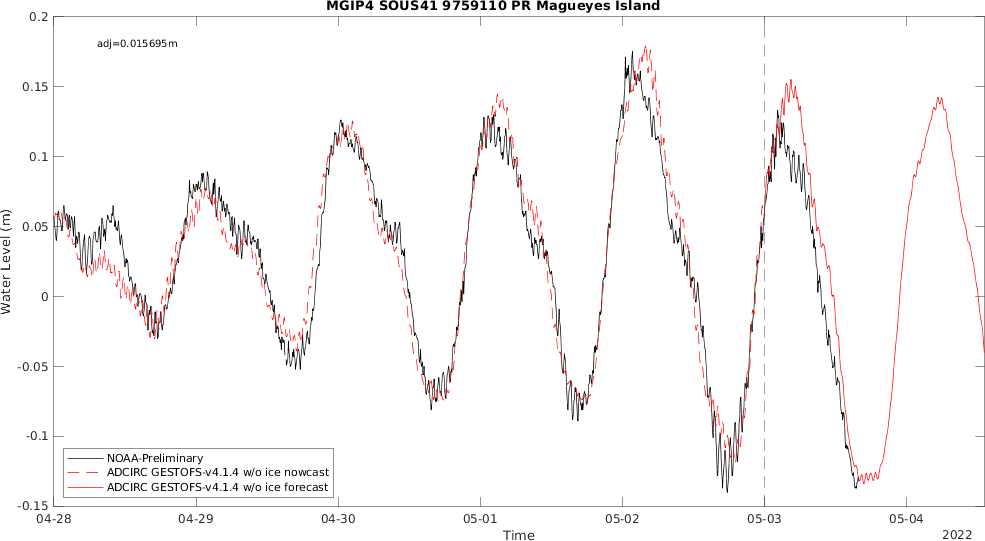 MGIP4 SOUS41 9759110 PR Magueyes Island
adj=0.015695m
Water Level (m)
0.2
0.15
0.1
0.05
0
-0.05
-0.1
-0.15
NOAA-Preliminary
ADCIRC GESTOFS-v4.1.4 w/o ice nowcast
ADCIRC GESTOFS-v4.1.4 w/o ice forecast
04-28 04-29 04-30 05-01 05-02 05-03 05-04
Time
2022